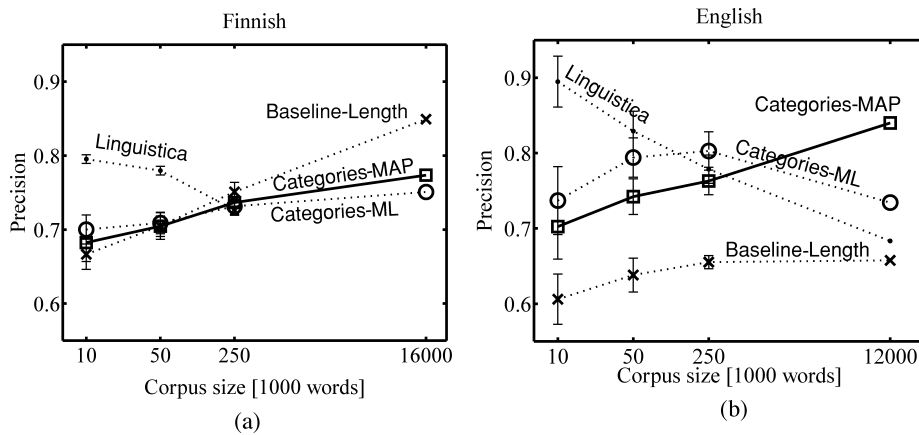 Finnish
0.9
0.8
0.7
0.6
Precision
Linguistica
Baseline-Length
Categories-MAP
Categories-ML
10 50 250 16000
Corpus size [1000 words]
(a)
English
0.9
0.8
0.7
0.6
Precision
Linguistica
Categories-MAP
Categories-ML
Baseline-Length
10 50 250 12000
Corpus size [1000 words]
(b)